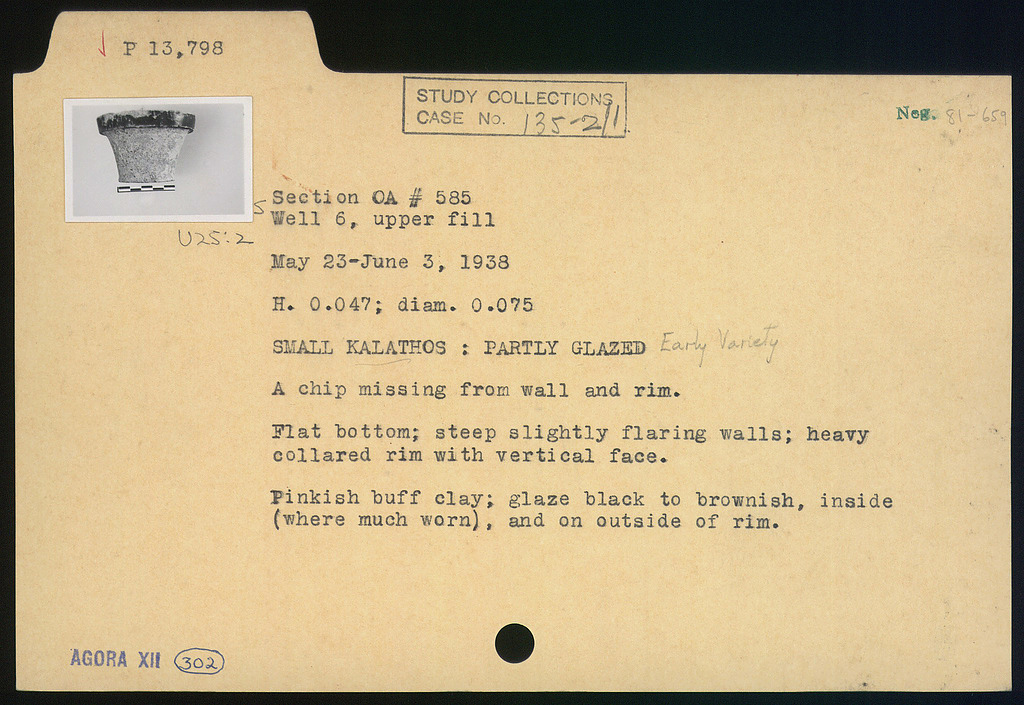 P 13,798
STUDY COLLECTIONS
CASE No. 135-2/1
Neg. 81-659
Section OA # 585
Well 6, upper fill
U25:2
May 23-June 3, 1938
H. 0.047; diam. 0.075
SMALL KALATHOS : PARTLY GLAZED Early Variety
A chip missing from wall and rim.
Flat bottom; steep slightly flaring walls; heavy
collared rim with vertical face.
Pinkish buff clay; glaze black to brownish, inside
(where much worn), and on outside of rim.
AGORA XII 302